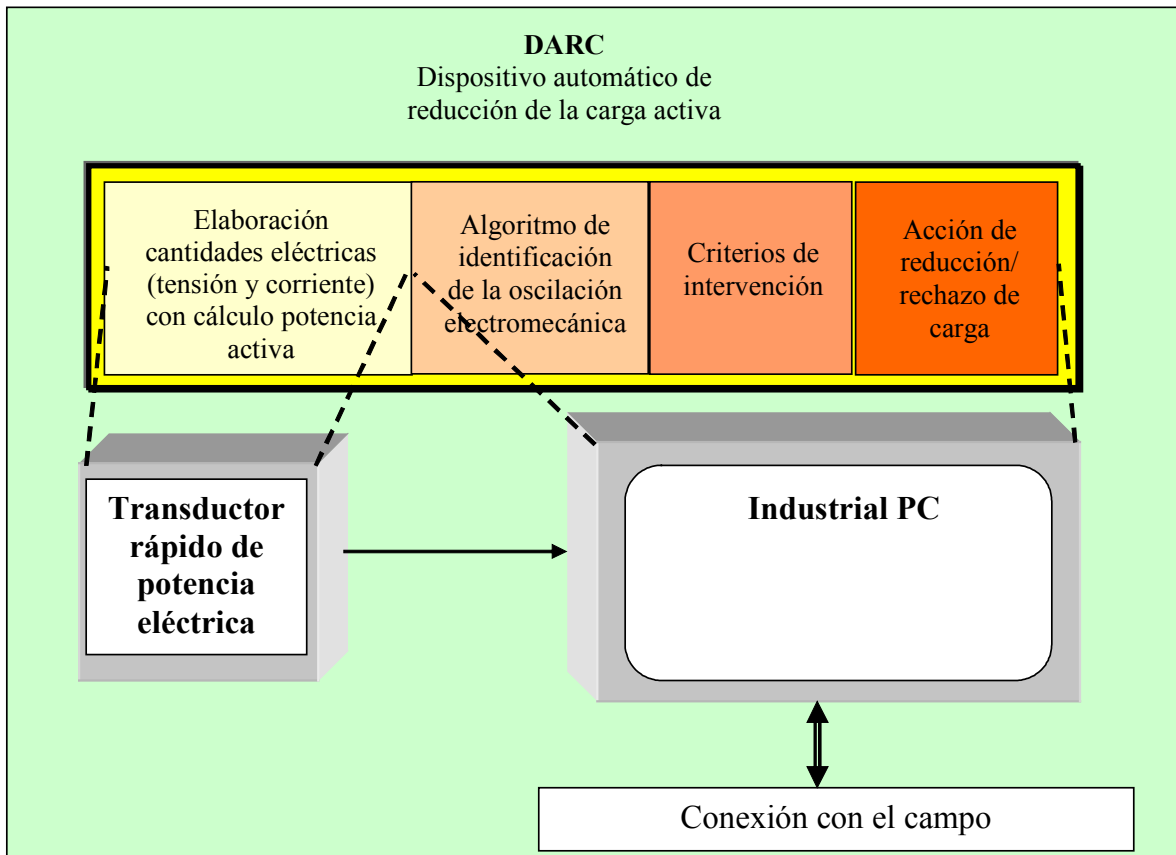 DARC
Dispositivo automático de
reducción de la carga activa
Elaboración
cantidades eléctricas
(tensión y corriente)
con cálculo potencia
activa
Algoritmo de
identificación
de la oscilación
electromecánica
Criterios de
intervención
Acción de
reducción/
rechazo de
carga
Transductor
rápido de
potencia
eléctrica
Industrial PC
Conexión con el campo